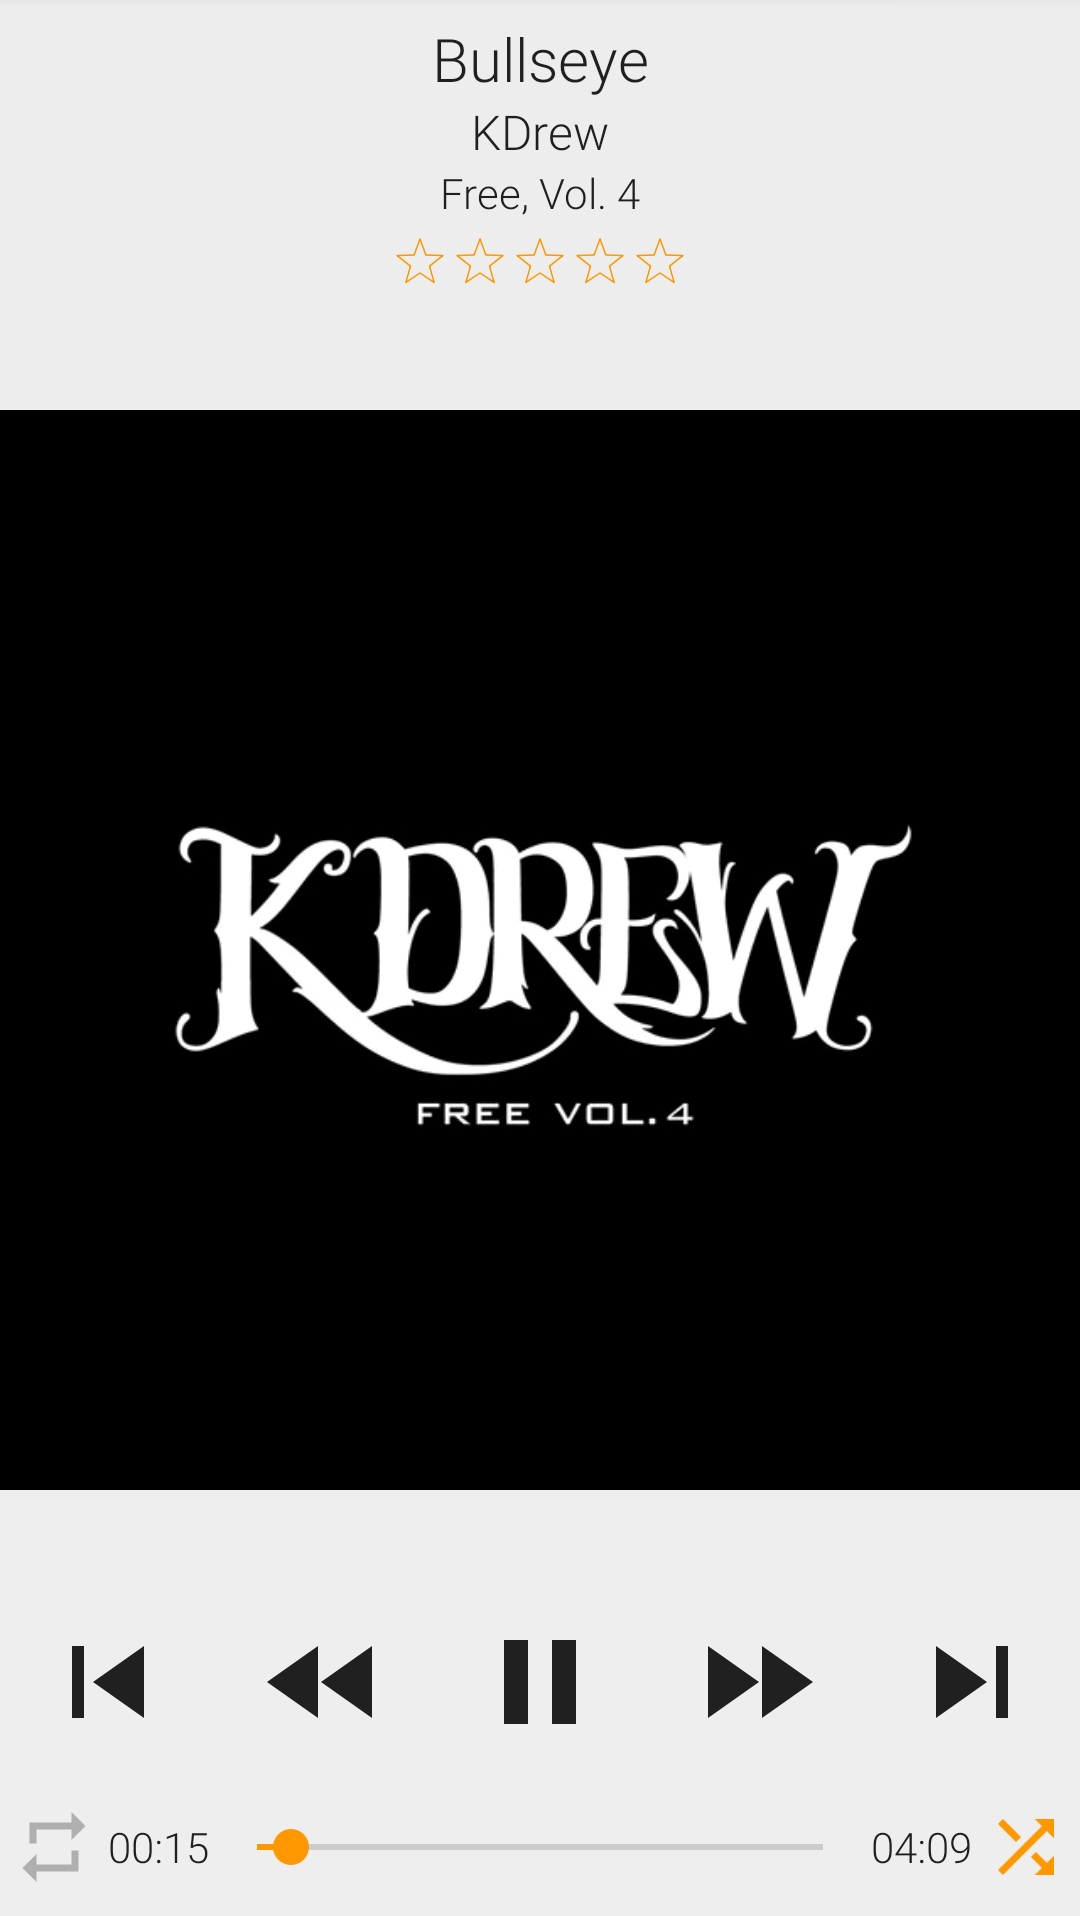 Bullseye
KDrew
Free, Vol. 4
KDREW
FREE VOL.4
00:15
04:09